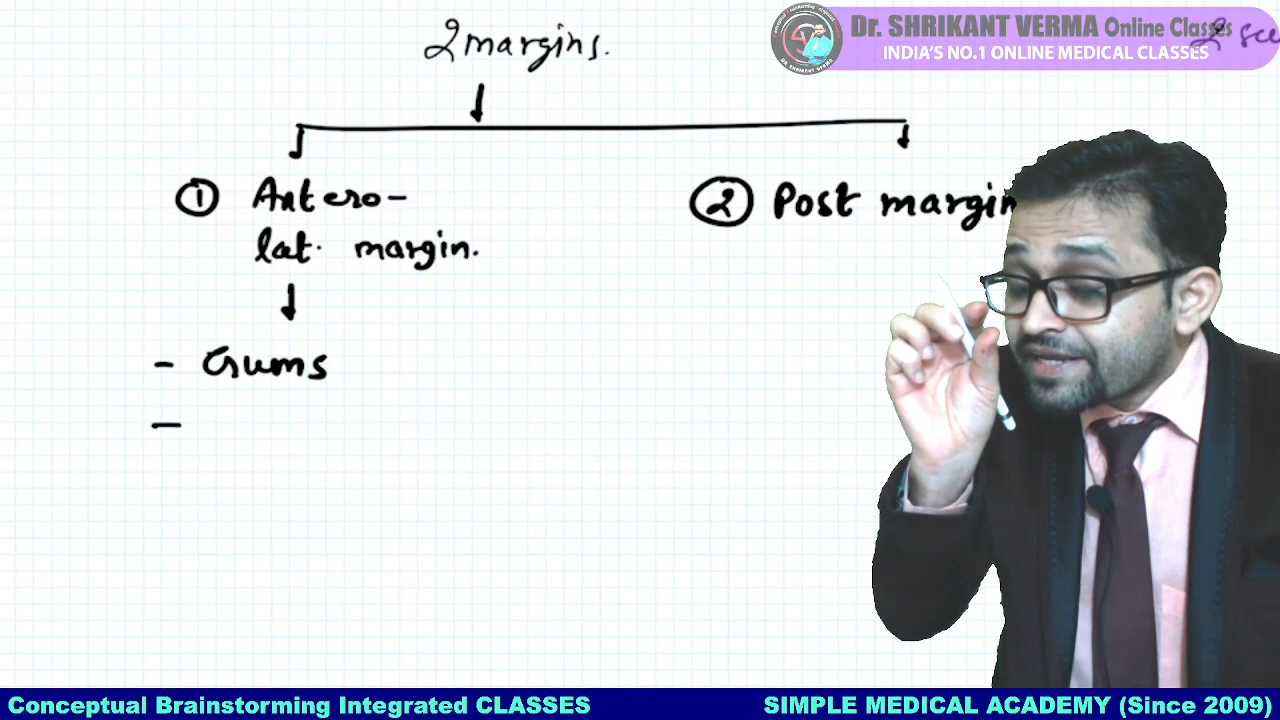 2 margins.
Dr. SHRIKANT VERMA Online Classes
INDIA'S NO.1 ONLINE MEDICAL CLASSES
① Antero-
lat. margin.
② Post margin
- Gums
-
Conceptual Brainstorming Integrated CLASSES
SIMPLE MEDICAL ACADEMY (Since 2009)